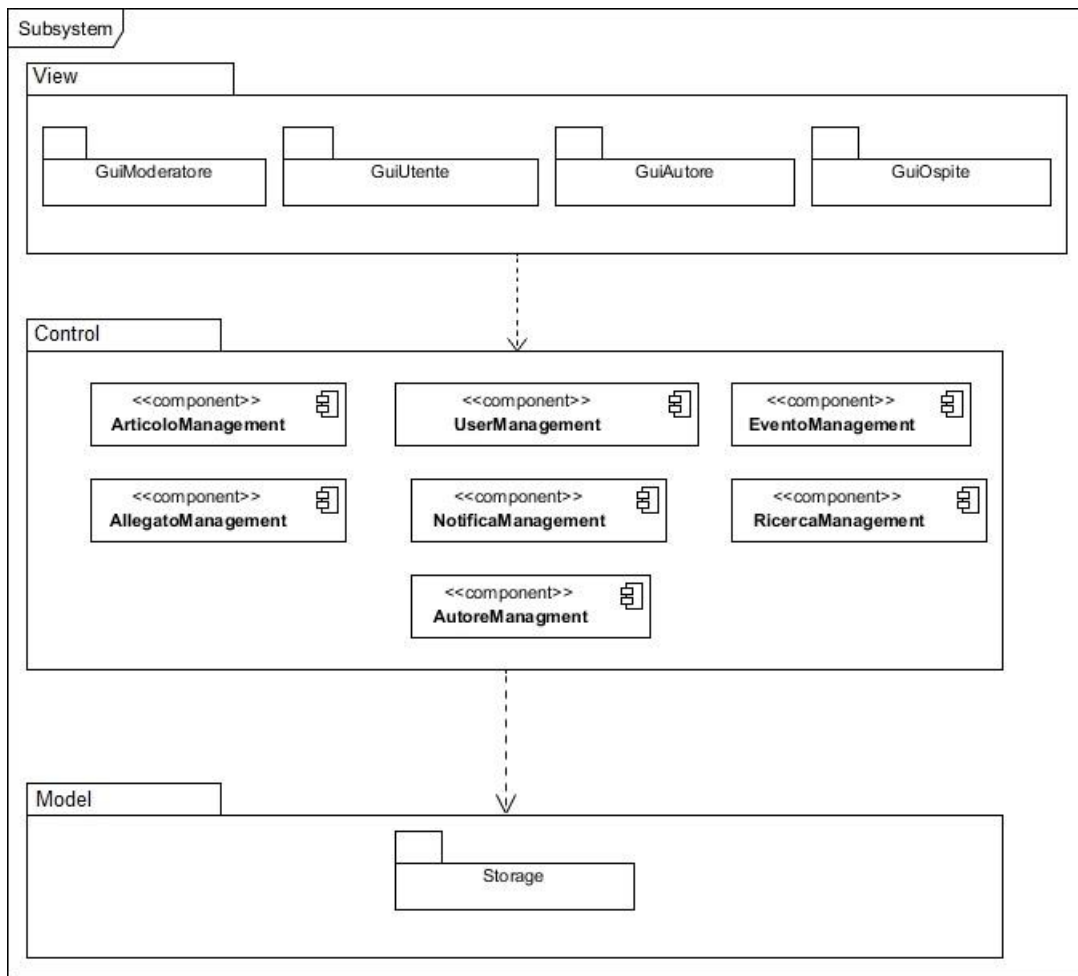 Subsystem
View
GuiModeratore
GuiUtente
GuiAutore
GuiOspite
Control
<<component>>
ArticoloManagement
<<component>>
UserManagement
<<component>>
EventoManagement
<<component>>
AllegatoManagement
<<component>>
NotificaManagement
<<component>>
RicercaManagement
<<component>>
AutoreManagment
Model
Storage